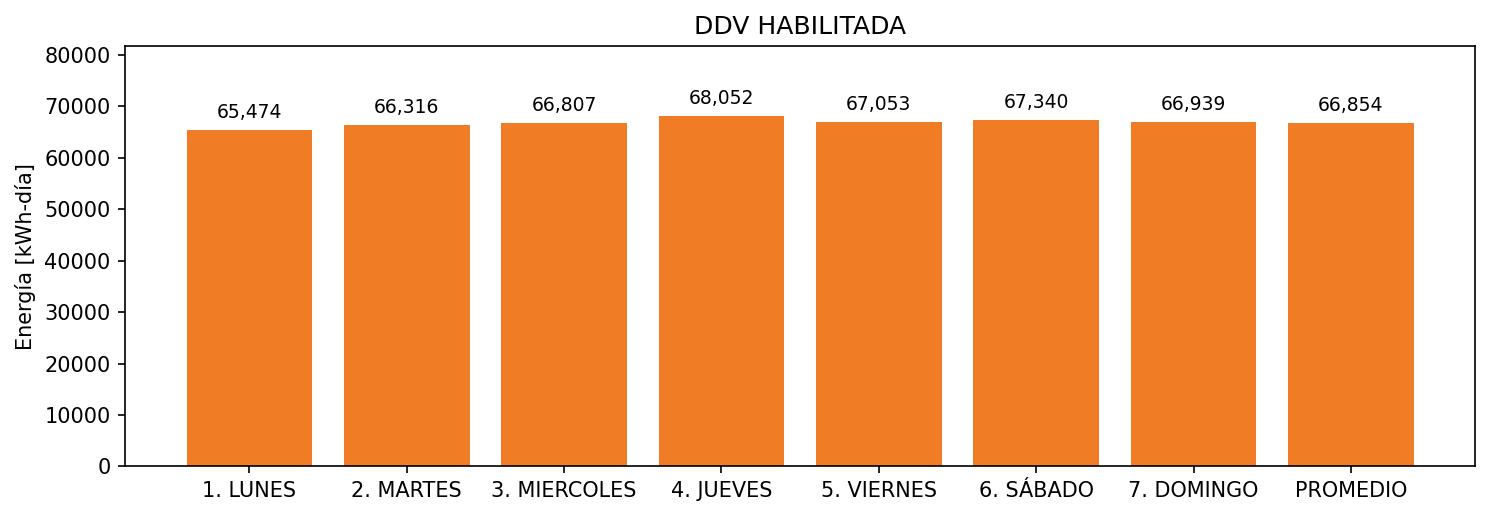 DDV HABILITADA
Energía [kWh-día]
80000
70000
60000
50000
40000
30000
20000
10000
0
65,474
66,316
66,807
68,052
67,053
67,340
66,939
66,854
1. LUNES
2. MARTES
3. MIERCOLES
4. JUEVES
5. VIERNES
6. SÁBADO
7. DOMINGO
PROMEDIO